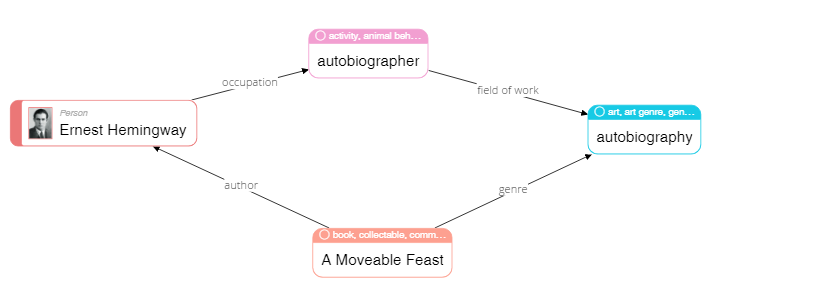 activity, animal beh...
autobiographer
occupation
field of work
Person
Ernest Hemingway
art, art genre, gen...
autobiography
author
genre
book, collectable, comm...
A Moveable Feast